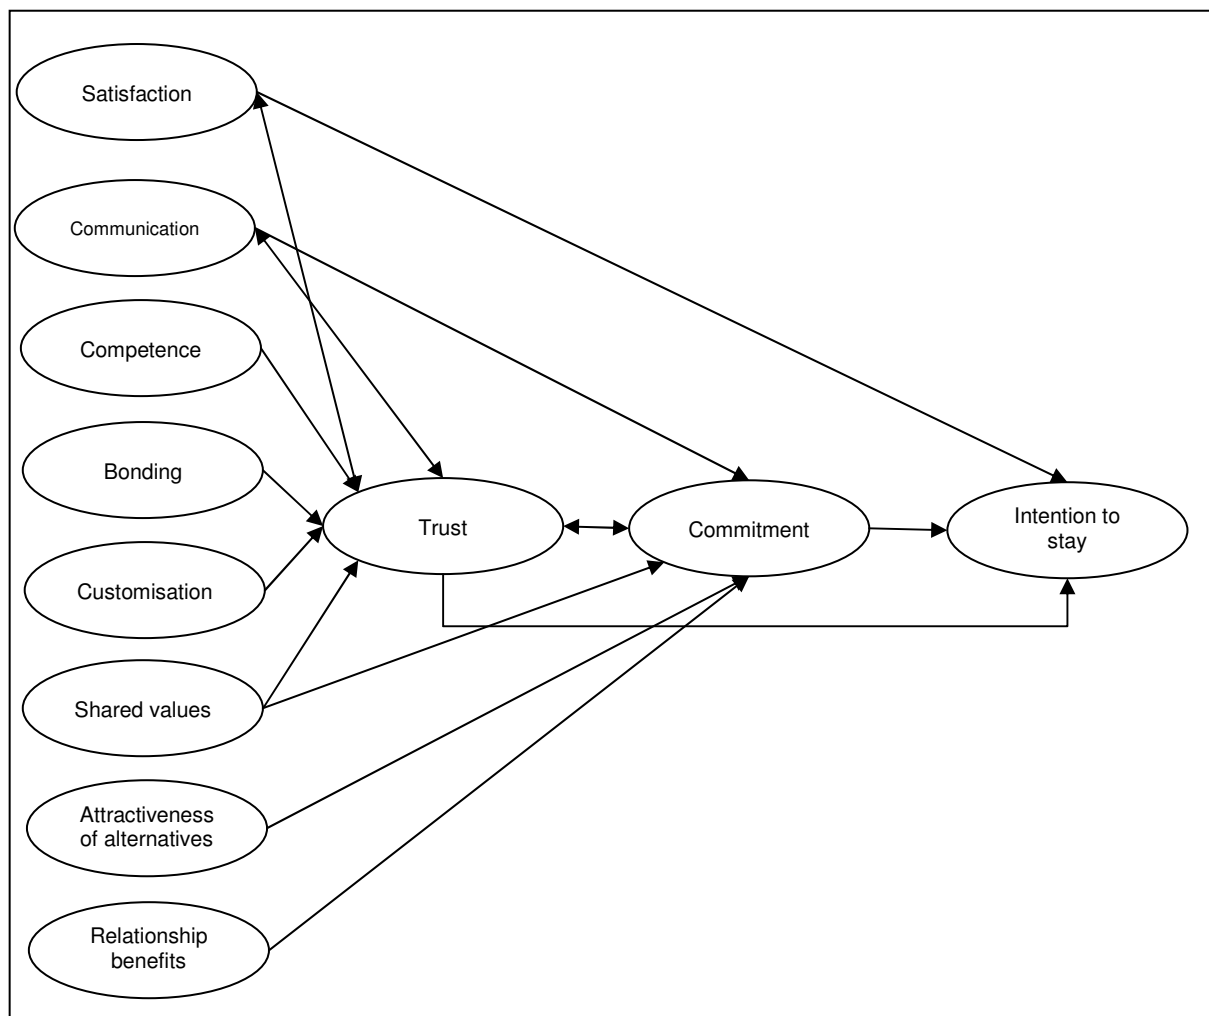 Satisfaction
Communication
Competence
Bonding
Customisation
Shared values
Attractiveness
of alternatives
Relationship
benefits
Trust
Commitment
Intention to
stay